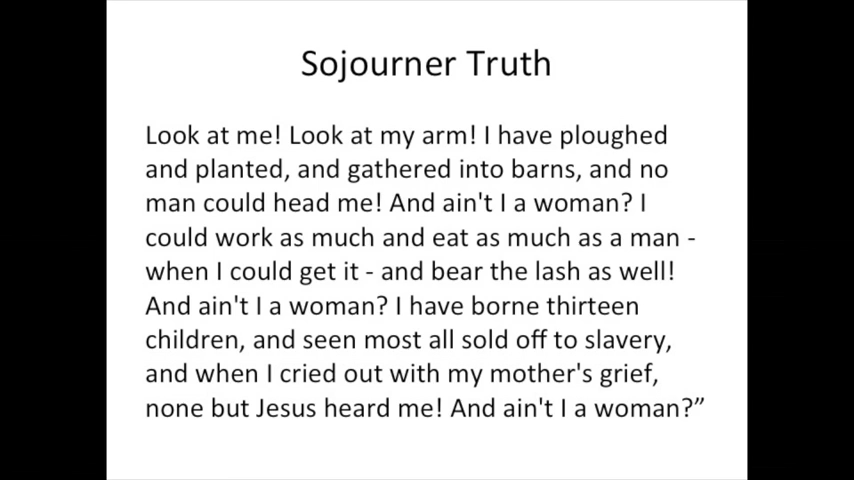 Sojourner Truth
Look at me! Look at my arm! I have ploughed
and planted, and gathered into barns, and no
man could head me! And ain't I a woman? I
could work as much and eat as much as a man -
when I could get it - and bear the lash as well!
And ain't I a woman? I have borne thirteen
children, and seen most all sold off to slavery,
and when I cried out with my mother's grief,
none but Jesus heard me! And ain't I a woman?”